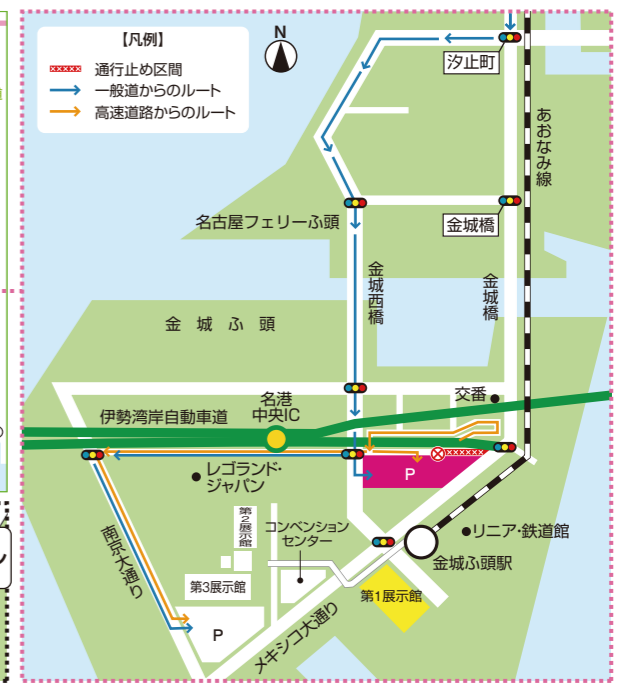 【凡例】
通行止め区間
一般道からのルート
高速道路からのルート
N
汐止町
あおなみ線
名古屋フェリーふ頭
金城橋
金城西橋
金城橋
金城ふ頭
交番
名港
中央IC
伊勢湾岸自動車道
P
レゴランド・
ジャパン
第2展示館
コンベンション
センター
リニア・鉄道館
金城ふ頭駅
南京大通り
第3展示館
第1展示館
P
メキシコ大通り